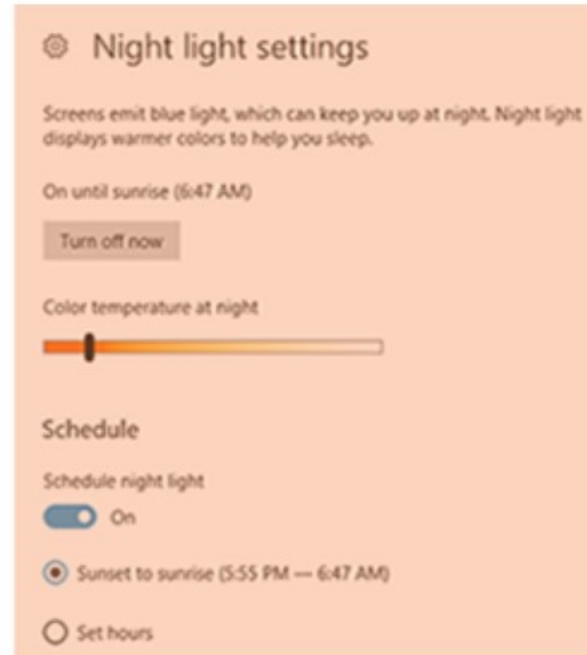 Night light settings
Screens emit blue light, which can keep you up at night. Night light
displays warmer colors to help you sleep.
On until sunrise (6:47 AM)
Turn off now
Color temperature at night
Schedule
Schedule night light
On
Sunset to sunrise (5:55 PM — 6:47 AM)
Set hours